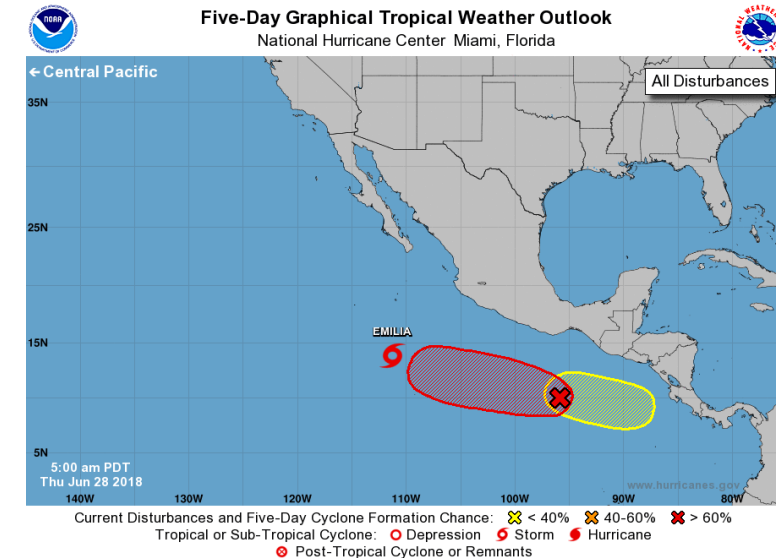 Five-Day Graphical Tropical Weather Outlook
National Hurricane Center Miami, Florida
NOAA
← Central Pacific
All Disturbances
35N
25N
EMILIA
15N
5N
5:00 am PDT
Thu Jun 28 2018
www.hurricanes.gov
140W 130W 120W 110W 100W 90W 80W
Current Disturbances and Five-Day Cyclone Formation Chance: < 40% 40-60% > 60%
Tropical or Sub-Tropical Cyclone: Depression Storm Hurricane
Post-Tropical Cyclone or Remnants